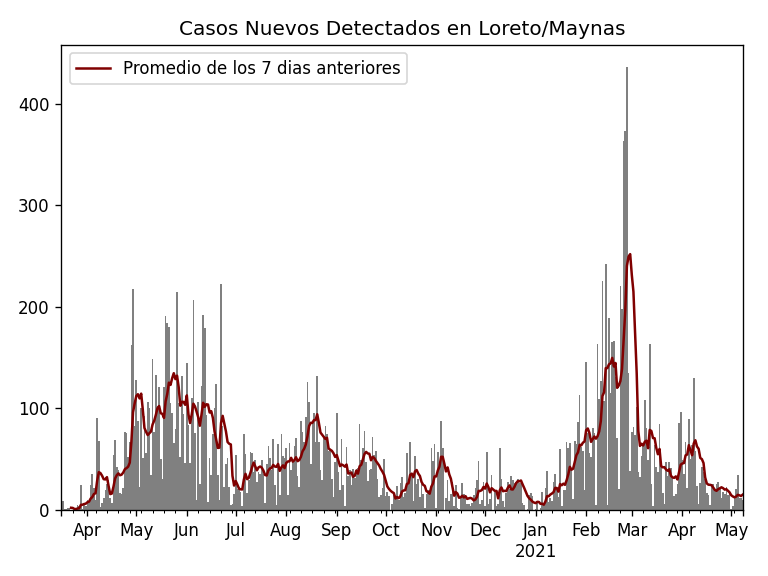 Casos Nuevos Detectados en Loreto/Maynas
Promedio de los 7 dias anteriores
400
300
200
100
0
Apr May Jun Jul Aug Sep Oct Nov Dec Jan Feb Mar Apr May
2021